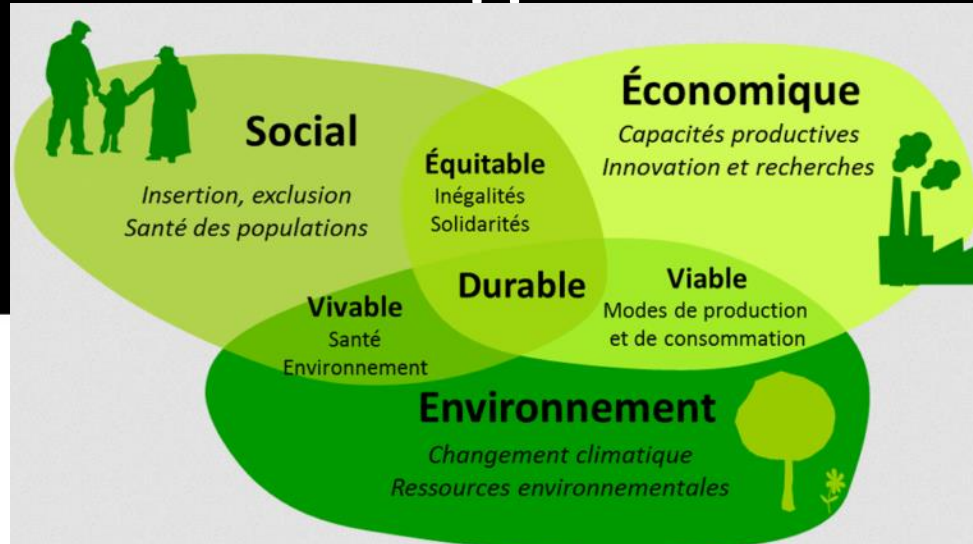 Social
Insertion, exclusion
Santé des populations
Économique
Capacités productives
Innovation et recherches
Équitable
Inégalités
Solidarités
Durable
Vivable
Santé
Environnement
Viable
Modes de production
et de consommation
Environnement
Changement climatique
Ressources environnementales